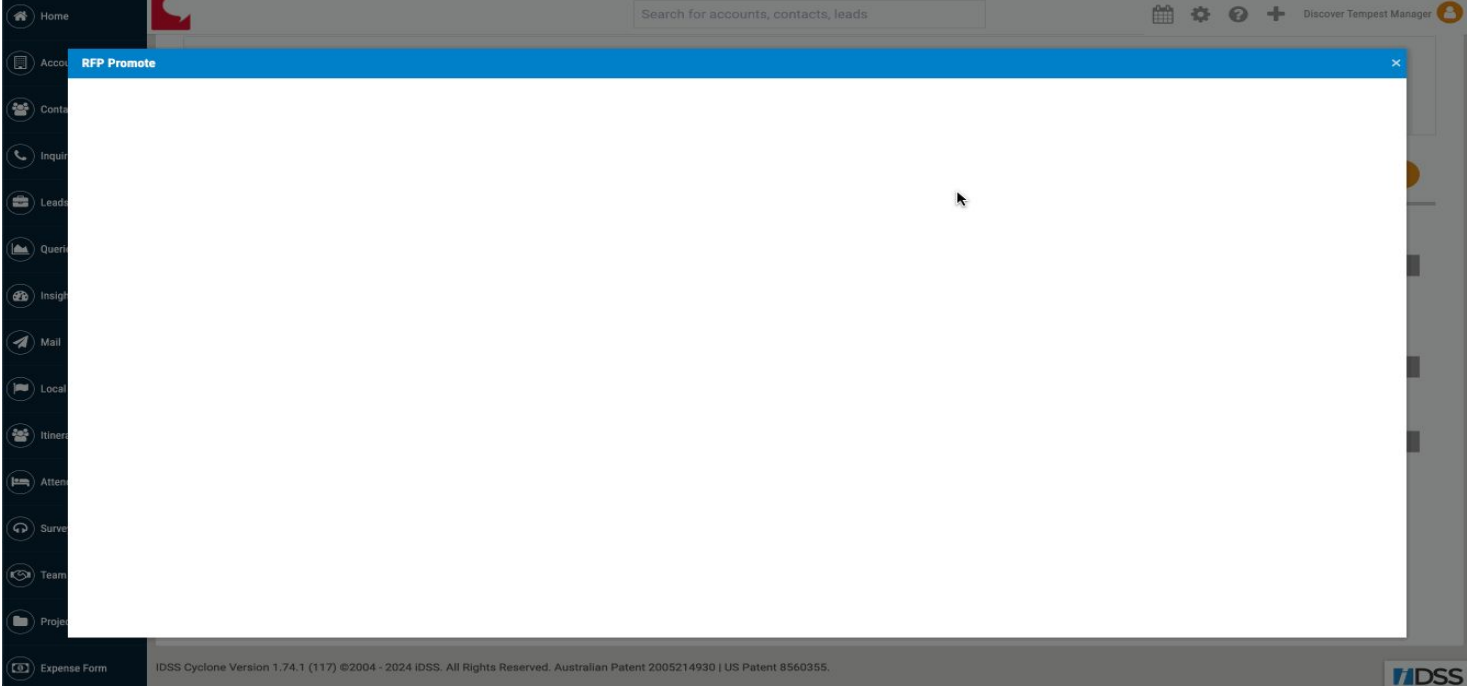 Home
Search for accounts, contacts, leads
Discover Tempest Manager
Accou
RFP Promote
×
Conta
Inquir
Leads
Querie
Insigh
Mail
Local
Itinera
Atten
Surve
Team
Projec
Expense Form
IDSS Cyclone Version 1.74.1 (117) ©2004 - 2024 iDSS. All Rights Reserved. Australian Patent 2005214930 | US Patent 8560355.
iDSS